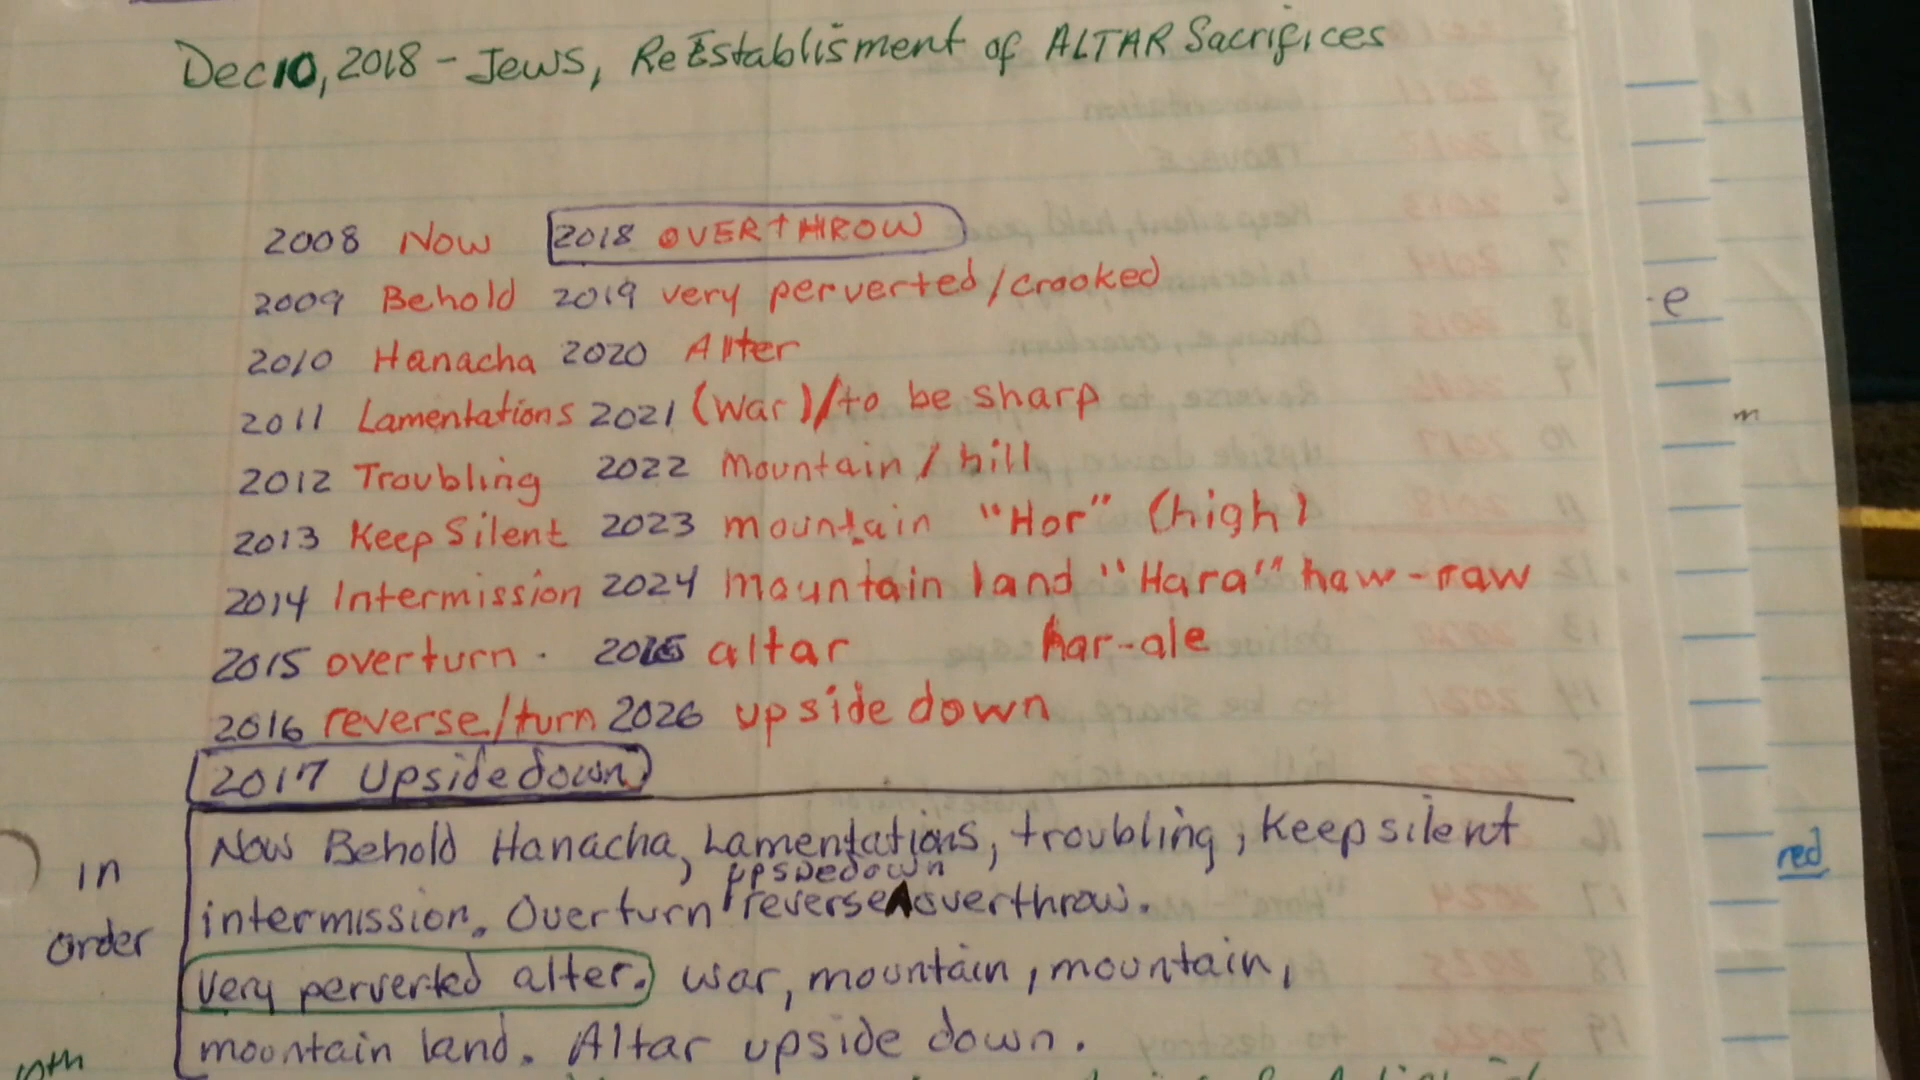 Dec 10, 2018 - Jews, ReEstablisment of ALTAR Sacrifices
2008 Now 2018 OVERTHROW
2009 Behold 2019 very perverted/crooked
2010 Hanacha 2020 Alter
2011 Lamentations 2021 (war)/to be sharp
2012 Troubling 2022 mountain/hill
2013 Keep Silent 2023 mountain "Hor" (high)
2014 Intermission 2024 mountain land "Hara" haw-raw
2015 overturn. 2025 altar har-ale
2016 reverse/turn 2026 upside down
2017 Upsidedown
in order
Now Behold Hanacha, Lamentations, troubling, Keep silent
upsidedown
intermission. Overturn reverse overthrow.
Very perverted alter. War, mountain, mountain,
mountain land. Altar upside down.
e
m
red